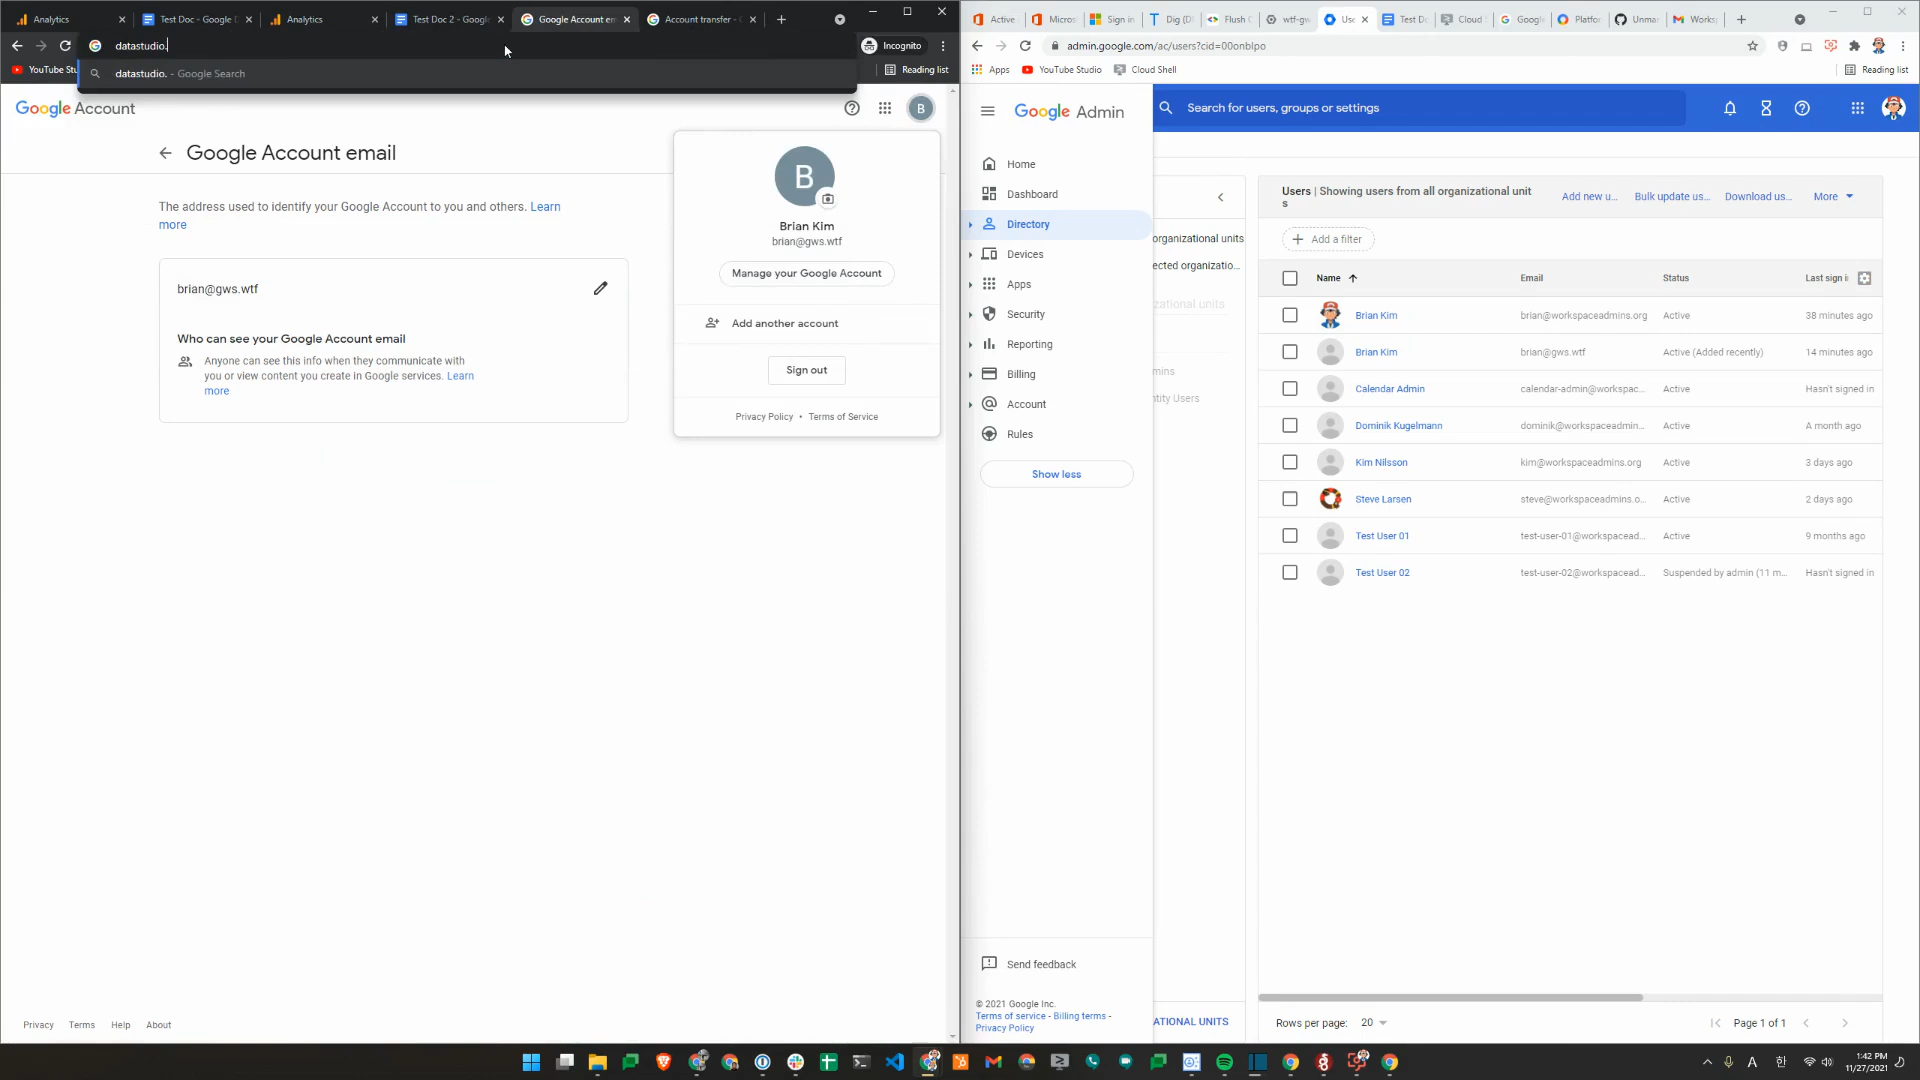 Analytics
Test Doc - Google D
Analytics
Test Doc 2 - Google
Google Account em
Account transfer - G
datastudio.
Incognito
datastudio. - Google Search
YouTube Stu
Reading list
Google Account
B
Google Account email
The address used to identify your Google Account to you and others. Learn
more
brian@gws.wtf
Who can see your Google Account email
Anyone can see this info when they communicate with
you or view content you create in Google services. Learn
more
B
Brian Kim
brian@gws.wtf
Manage your Google Account
Add another account
Sign out
Privacy Policy • Terms of Service
Privacy Terms Help About
Active
Micros
Sign in
Dig (D
Flush
wtf-gw
Use
Test Do
Cloud
Googl
Platfo
Unma
Works
admin.google.com/ac/users?cid=00onblpo
Apps
YouTube Studio
Cloud Shell
Reading list
Google Admin
Search for users, groups or settings
Home
Dashboard
Directory
Devices
Apps
Security
Reporting
Billing
Account
Rules
Show less
Send feedback
© 2021 Google Inc.
Terms of service - Billing terms -
Privacy Policy
organizational units
ected organizatio...
zational units
mins
ntity Users
ATIONAL UNITS
Users | Showing users from all organizational unit
s
Add new u...
Bulk update us...
Download us...
More
Add a filter
Name Email Status Last sign i
Brian Kim brian@workspaceadmins.org Active 38 minutes ago
Brian Kim brian@gws.wtf Active (Added recently) 14 minutes ago
Calendar Admin calendar-admin@workspac... Active Hasn't signed in
Dominik Kugelmann dominik@workspaceadmin... Active A month ago
Kim Nilsson kim@workspaceadmins.org Active 3 days ago
Steve Larsen steve@workspaceadmins.o... Active 2 days ago
Test User 01 test-user-01@workspacead... Active 9 months ago
Test User 02 test-user-02@workspacead... Suspended by admin (11 m... Hasn't signed in
Rows per page: 20
Page 1 of 1
A
한
1:42 PM
11/27/2021